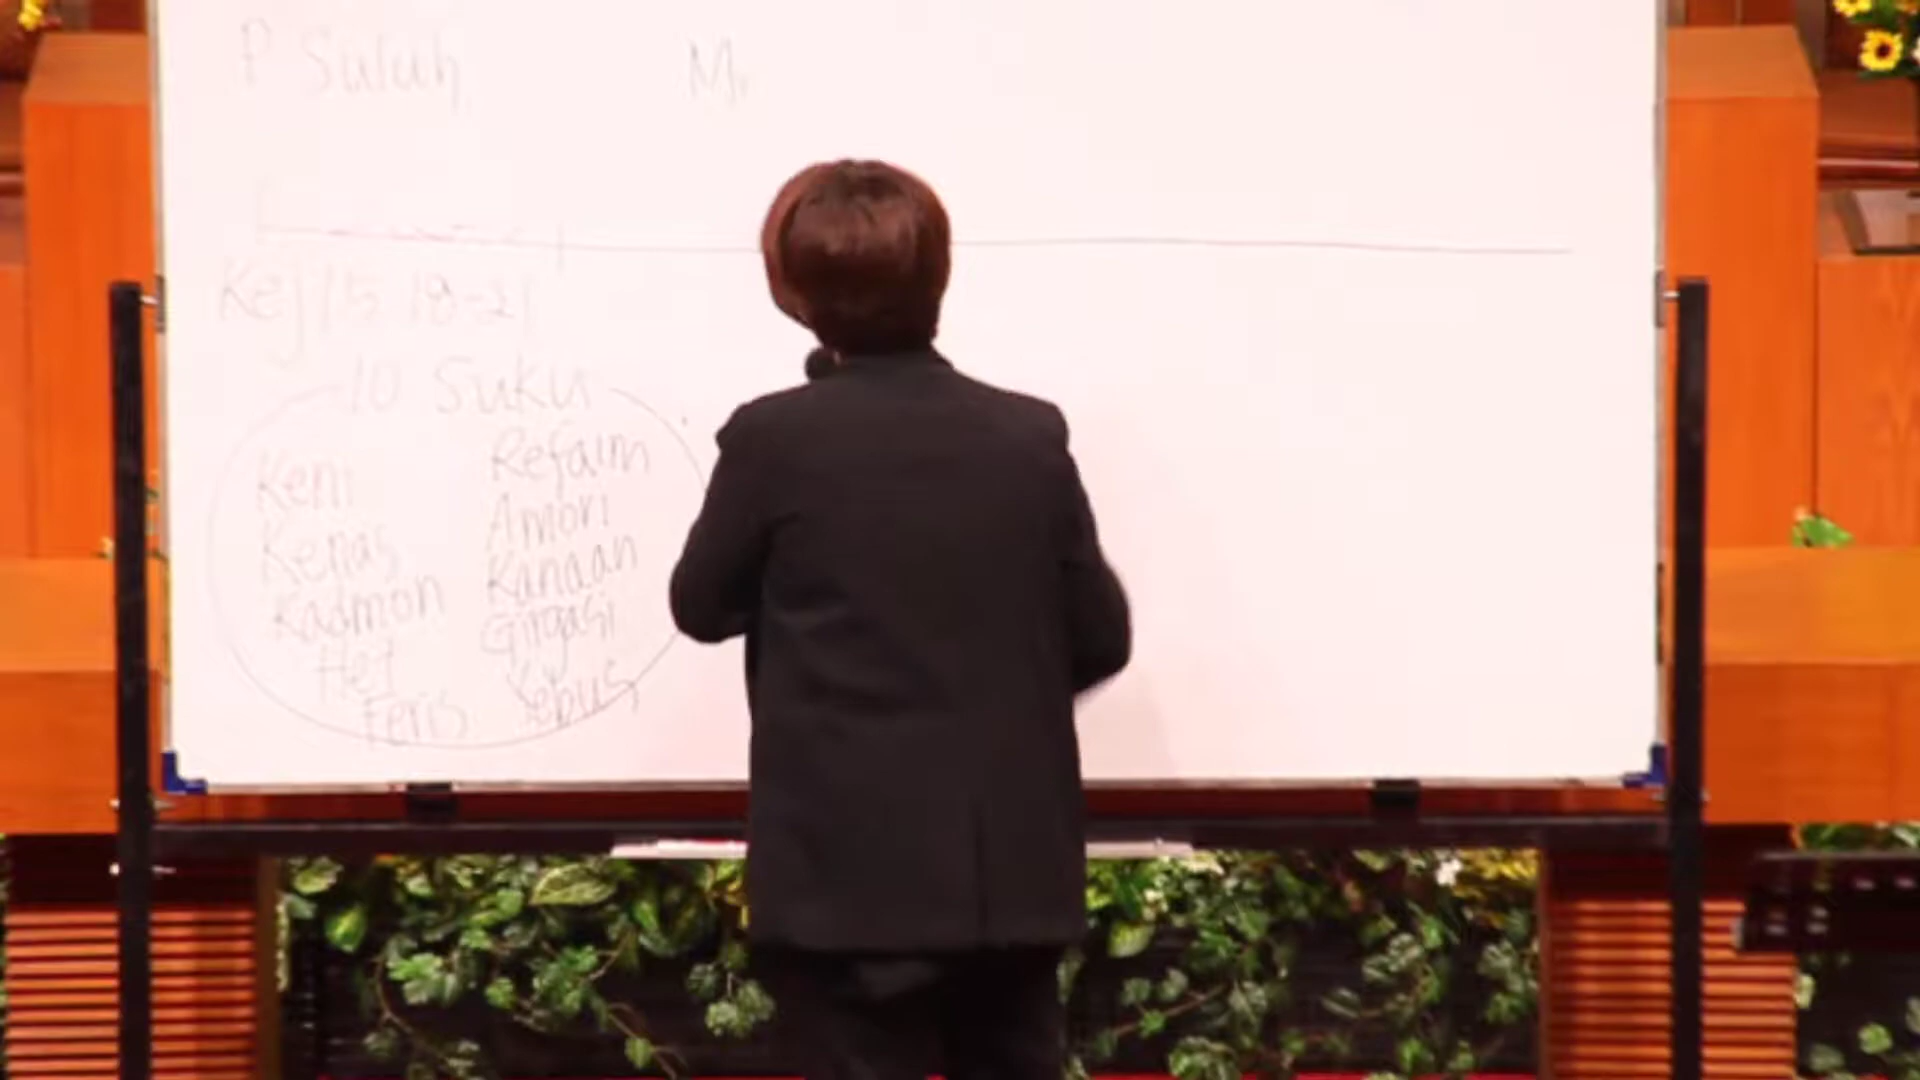 P Suluh M.
Kej 15 18-21
10 Suku
Keni
Kenas
Kadmon
Het
Feris
Refaim
Amori
Kanaan
Girgasi
Yebus